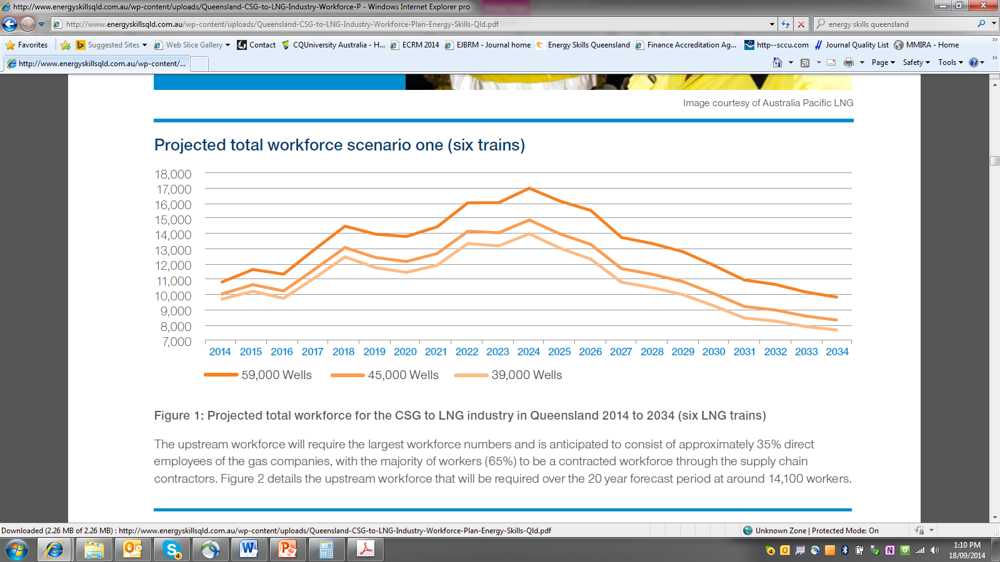 http://www.energyskillsqld.com.au/wp-content/uploads/Queensland-CSG-to-LNG-Industry-Workforce-P - Windows Internet Explorer pro
http://www.energyskillsqld.com.au/wp-content/uploads/Queensland-CSG-to-LNG-Industry-Workforce-Plan-Energy-Skills-Qld.pdf
energy skills queensland
Favorites
Suggested Sites
Web Slice Gallery
Contact
CQUniversity Australia - H...
ECRM 2014
EJBRM - Journal home
Energy Skills Queensland
Finance Accreditation Ag...
http--sccu.com
Journal Quality List
MMIRA - Home
http://www.energyskillsqld.com.au/wp-content/...
Page
Safety
Tools
Image courtesy of Australia Pacific LNG
Projected total workforce scenario one (six trains)
18,000
17,000
16,000
15,000
14,000
13,000
12,000
11,000
10,000
9,000
8,000
7,000
2014 2015 2016 2017 2018 2019 2020 2021 2022 2023 2024 2025 2026 2027 2028 2029 2030 2031 2032 2033 2034
59,000 Wells 45,000 Wells 39,000 Wells
Figure 1: Projected total workforce for the CSG to LNG industry in Queensland 2014 to 2034 (six LNG trains)
The upstream workforce will require the largest workforce numbers and is anticipated to consist of approximately 35% direct
employees of the gas companies, with the majority of workers (65%) to be a contracted workforce through the supply chain
contractors. Figure 2 details the upstream workforce that will be required over the 20 year forecast period at around 14,100 workers.
Downloaded (2.26 MB of 2.26 MB) : http://www.energyskillsqld.com.au/wp-content/uploads/Queensland-CSG-to-LNG-Industry-Workforce-Plan-Energy-Skills-Qld.pdf
Unknown Zone | Protected Mode: On
1:10 PM
18/09/2014